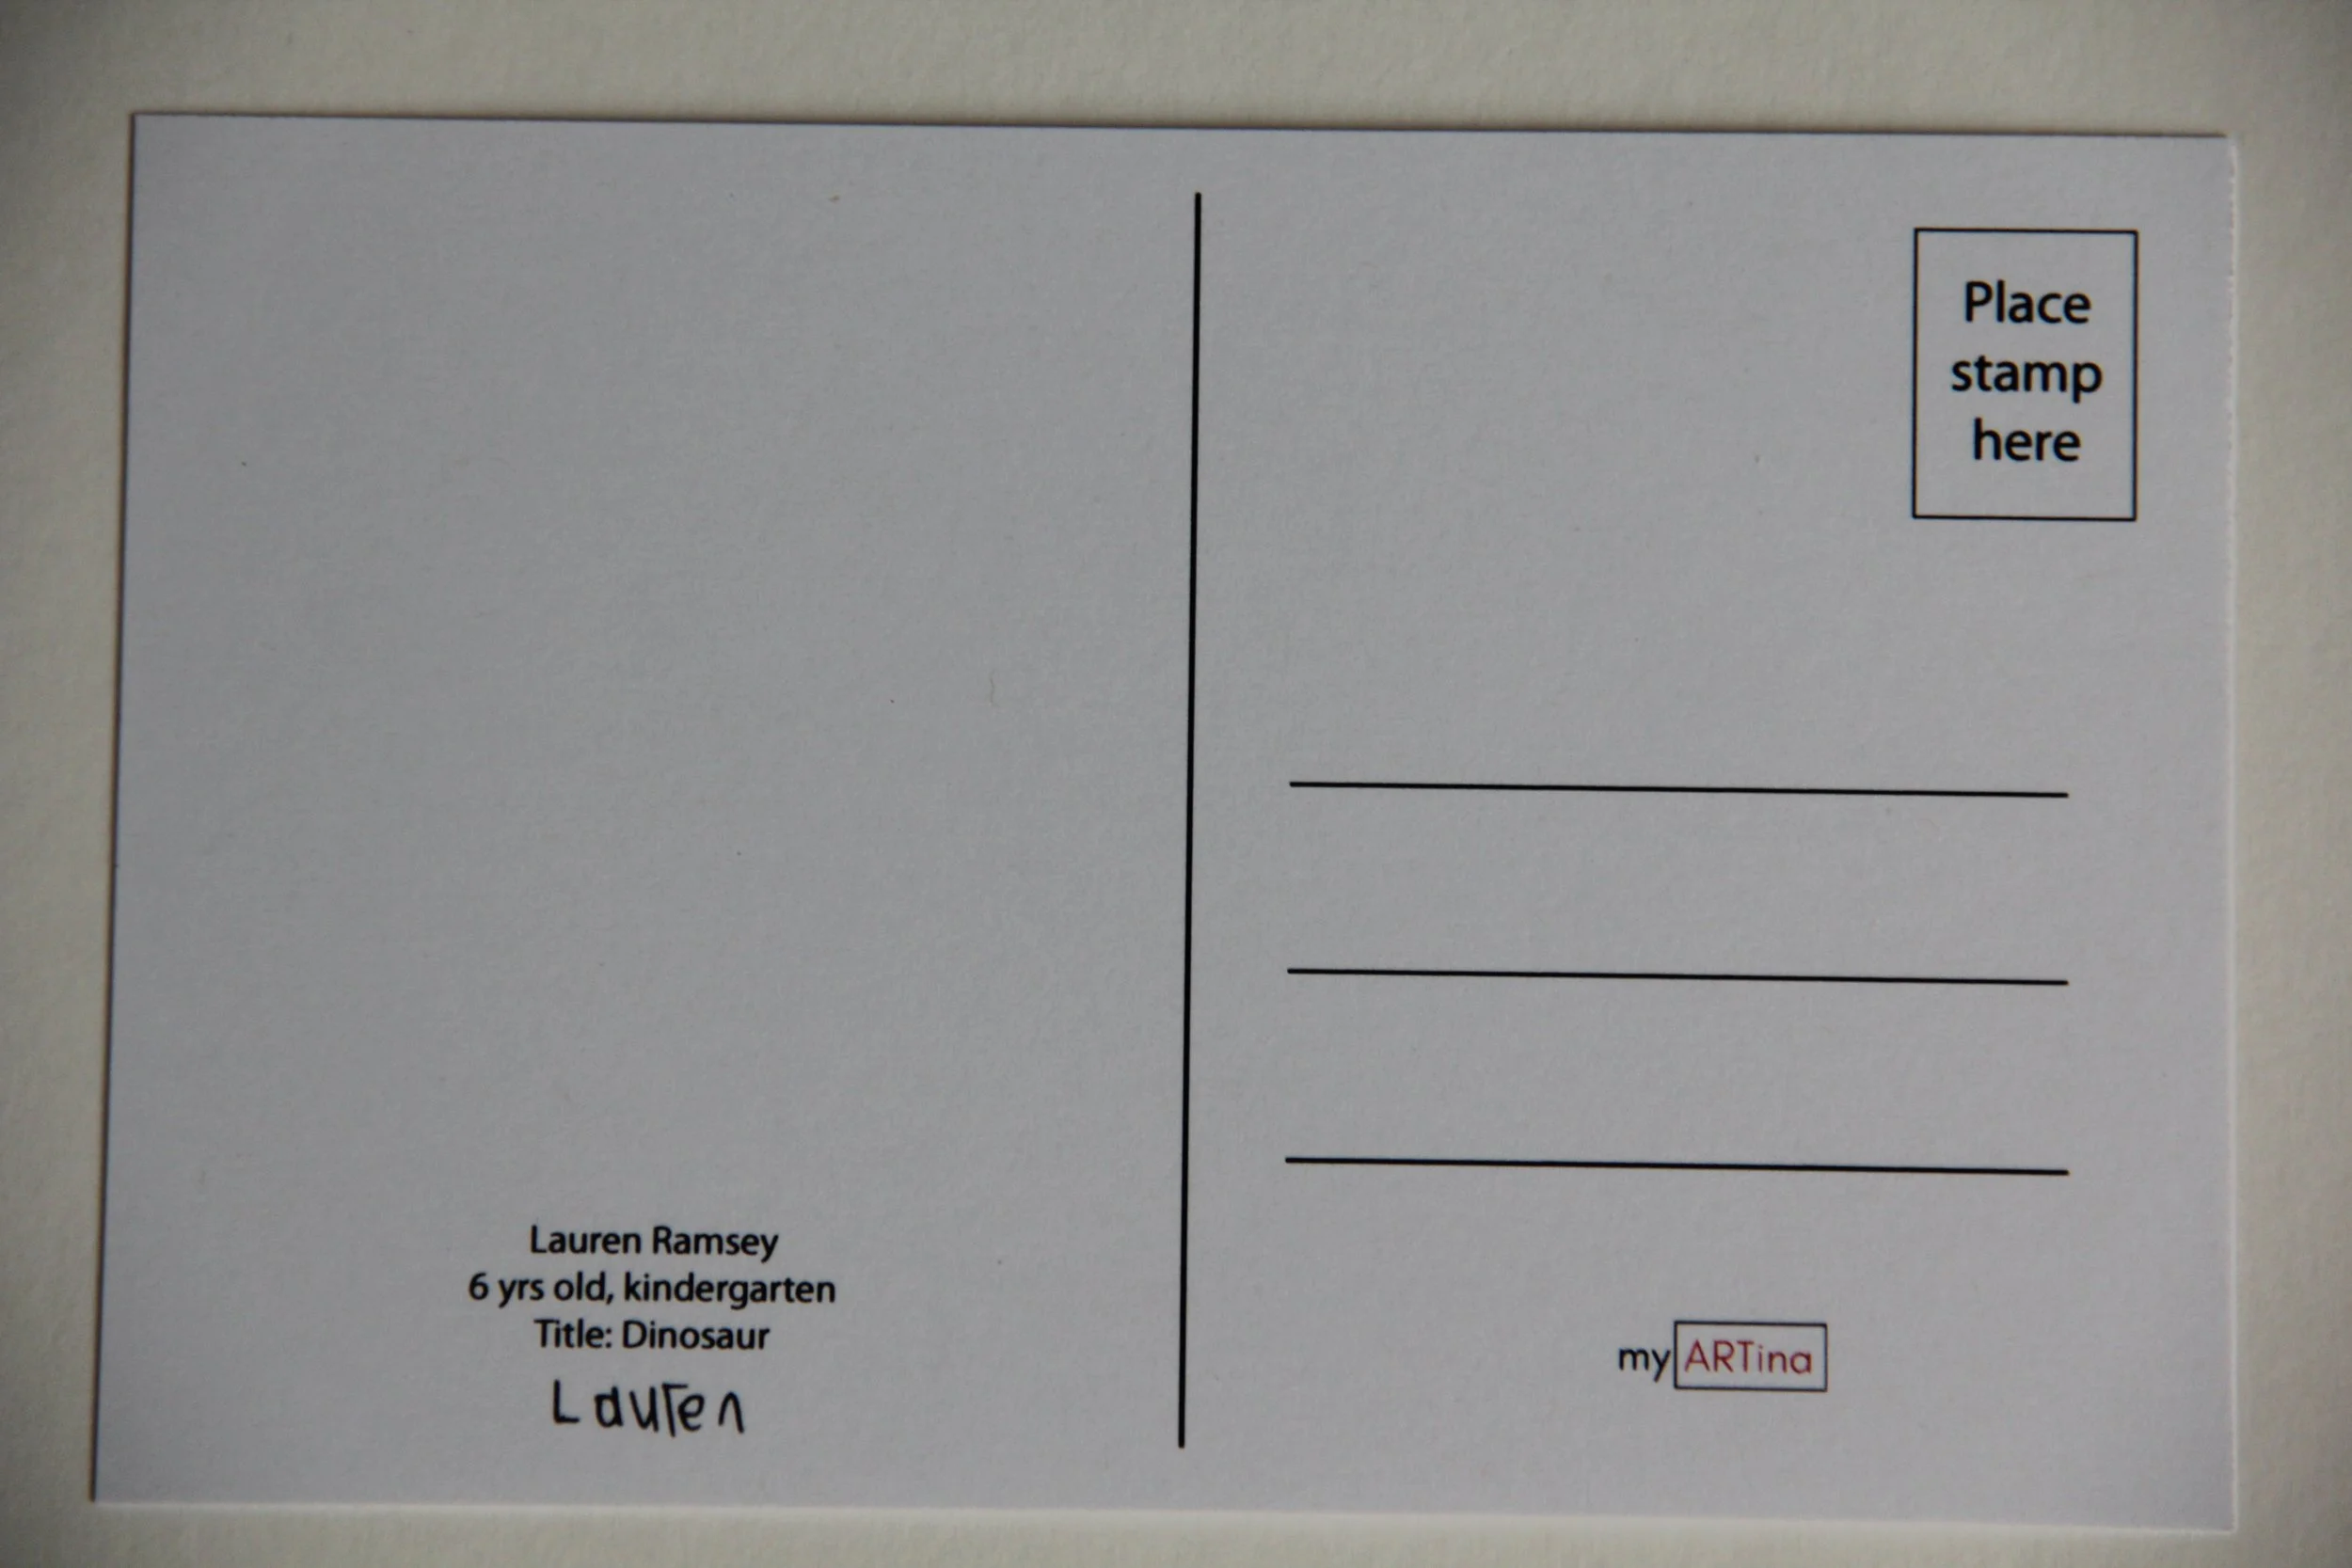 Place
stamp
here
Lauren Ramsey
6 yrs old, kindergarten
Title: Dinosaur
Lauren
my ARTina